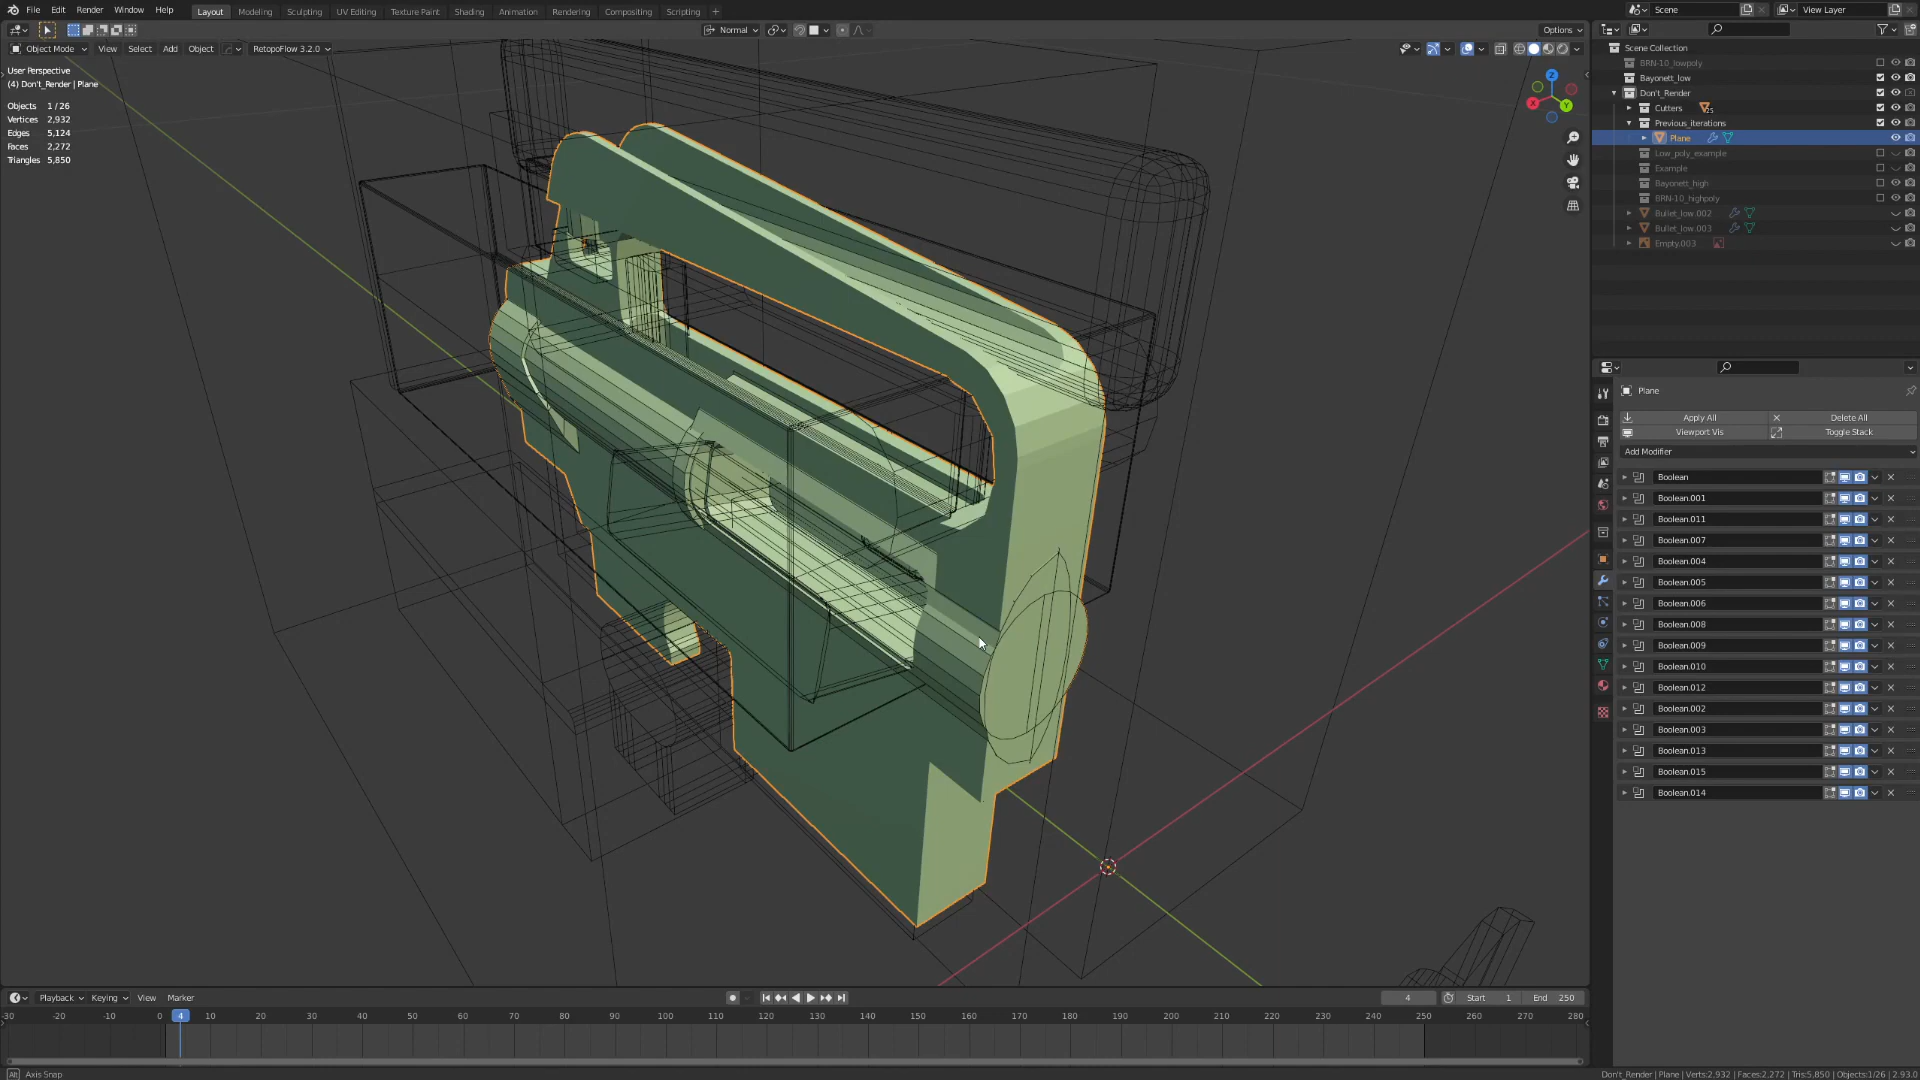 File Edit Render Window Help Layout Modeling Sculpting UV Editing Texture Paint Shading Animation Rendering Compositing Scripting + Scene View Layer
Normal Options
Object Mode View Select Add Object RetopoFlow 3.2.0
User Perspective
(4) Don't_Render | Plane
Objects 1 / 26
Vertices 2,932
Edges 5,124
Faces 2,272
Triangles 5,850
Z
X
Y
Scene Collection
BRN-10_lowpoly
Bayonett_low
Don't_Render
Cutters 25
Previous_iterations
Plane
Low_poly_example
Example
Bayonett_high
BRN-10_highpoly
Bullet_low.002
Bullet_low.003
Empty.003
Plane
Apply All Delete All
Viewport Vis Toggle Stack
Add Modifier
Boolean
Boolean.001
Boolean.011
Boolean.007
Boolean.004
Boolean.005
Boolean.006
Boolean.008
Boolean.009
Boolean.010
Boolean.012
Boolean.002
Boolean.003
Boolean.013
Boolean.015
Boolean.014
Playback Keying View Marker 4 Start 1 End 250
-30 -20 -10 0 4 10 20 30 40 50 60 70 80 90 100 110 120 130 140 150 160 170 180 190 200 210 220 230 240 250 260 270 280
Alt Axis Snap
Don't_Render | Plane | Verts:2,932 | Faces:2,272 | Tris:5,850 | Objects:1/26 | 2.93.0